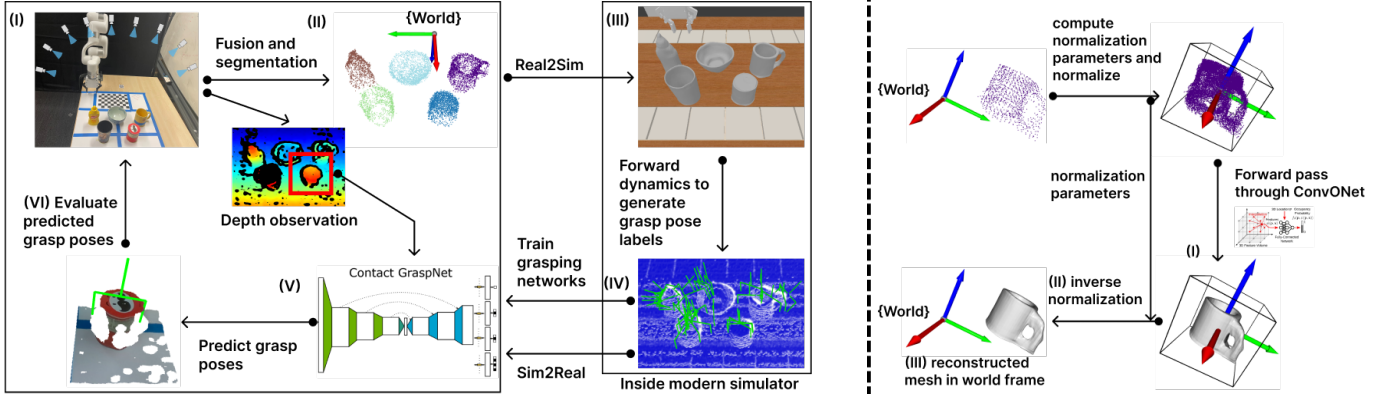 (I)
Fusion and
segmentation
(II)
{World}
Real2Sim
(III)
Depth observation
Forward
dynamics to
generate
grasp pose
labels
(VI) Evaluate
predicted
grasp poses
(V)
Contact GraspNet
Train
grasping
networks
(IV)
Predict grasp
poses
Sim2Real
Inside modern simulator
compute
normalization
parameters and
normalize
{World}
normalization
parameters
Forward pass
through ConvONet
(I)
{World}
(II) inverse
normalization
(III) reconstructed
mesh in world frame